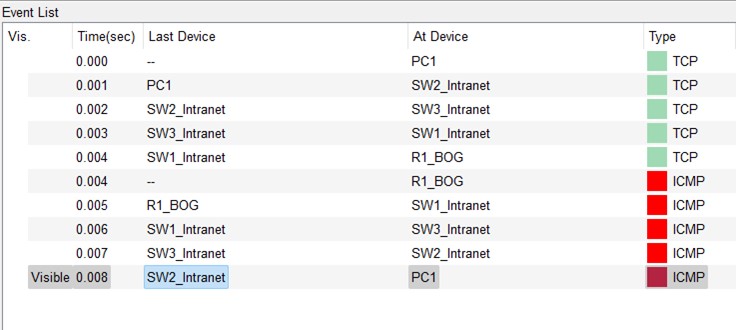 Event List
Vis. Time(sec) Last Device At Device Type
0.000 -- PC1 TCP
0.001 PC1 SW2_Intranet TCP
0.002 SW2_Intranet SW3_Intranet TCP
0.003 SW3_Intranet SW1_Intranet TCP
0.004 SW1_Intranet R1_BOG TCP
0.004 -- R1_BOG ICMP
0.005 R1_BOG SW1_Intranet ICMP
0.006 SW1_Intranet SW3_Intranet ICMP
0.007 SW3_Intranet SW2_Intranet ICMP
Visible 0.008 SW2_Intranet PC1 ICMP